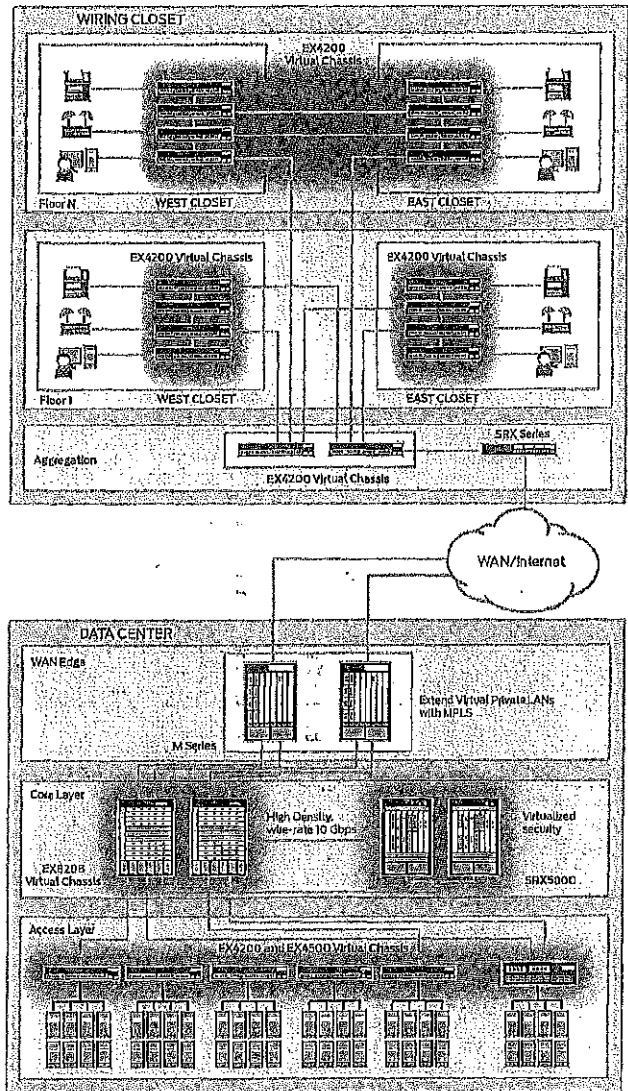 WIRING CLOSET
EX4200
Virtual Chassis
Floor N
WEST CLOSET
EAST CLOSET
EX4200 Virtual Chassis
EX4200 Virtual Chassis
Floor 1
WEST CLOSET
EAST CLOSET
Aggregation
EX4200 Virtual Chassis
SRX Series
WAN/Internet
DATA CENTER
WAN Edge
M Series
Extend Virtual Private LANs
with MPLS
Core Layer
EX8208
Virtual Chassis
High Density,
wire-rate 10 Gbps
Virtualized
security
SRX5000
Access Layer
EX4200 and EX4500 Virtual Chassis